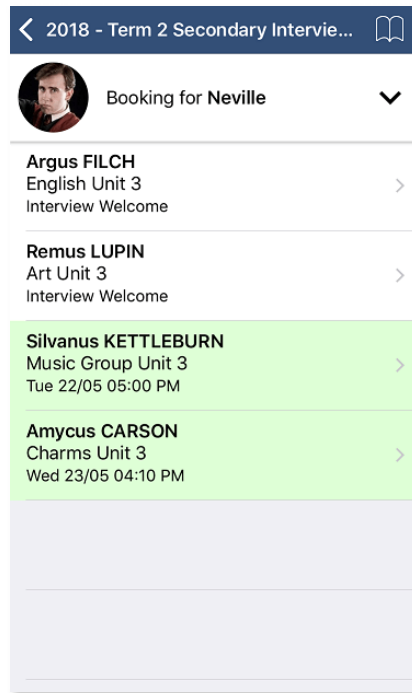 2018 - Term 2 Secondary Intervie...
Booking for Neville
Argus FILCH
English Unit 3
Interview Welcome
Remus LUPIN
Art Unit 3
Interview Welcome
Silvanus KETTLEBURN
Music Group Unit 3
Tue 22/05 05:00 PM
Amycus CARSON
Charms Unit 3
Wed 23/05 04:10 PM